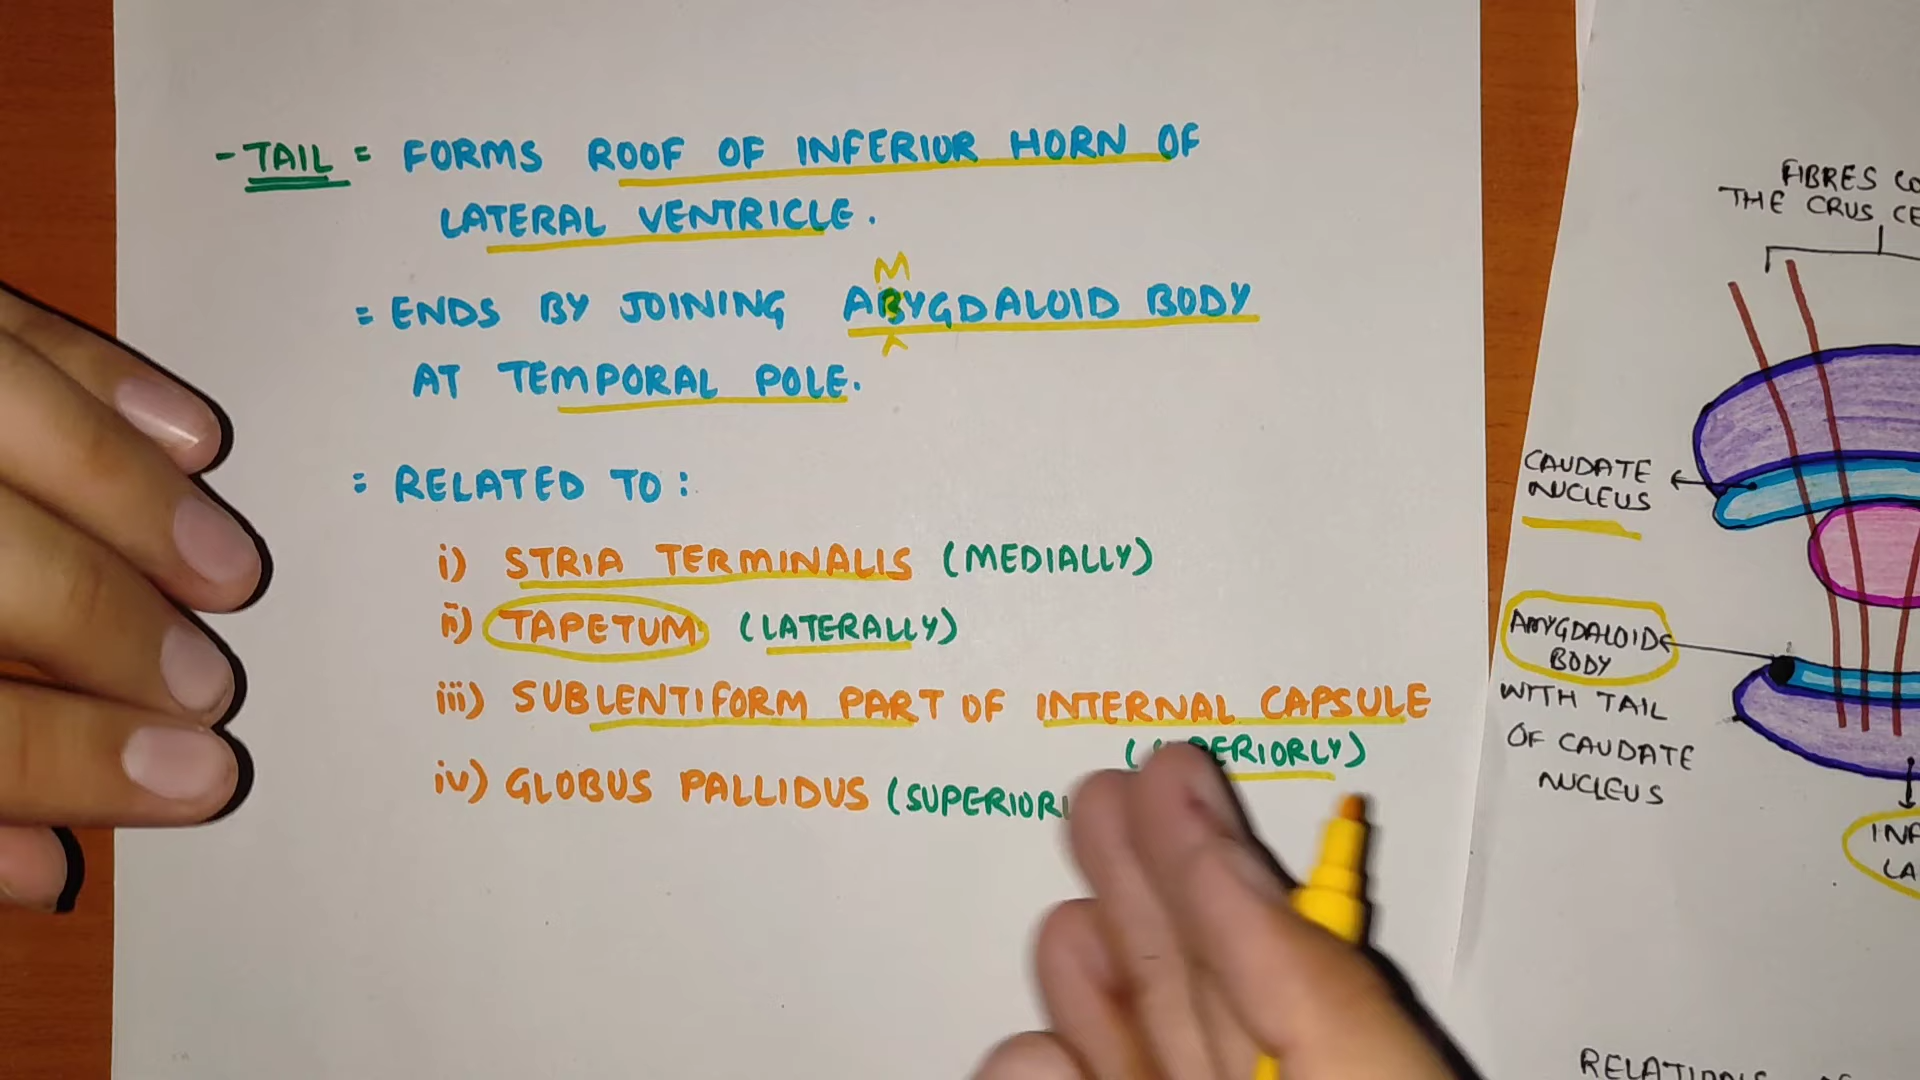 - TAIL = FORMS ROOF OF INFERIOR HORN OF
LATERAL VENTRICLE.
M
= ENDS BY JOINING ABYGDALOID BODY
AT TEMPORAL POLE.
= RELATED TO:
i) STRIA TERMINALIS (MEDIALLY)
ii) TAPETUM (LATERALLY)
iii) SUBLENTIFORM PART OF INTERNAL CAPSULE
iv) GLOBUS PALLIDUS
FIBRES
THE CRUS
CAUDATE
NUCLEUS
AMYGDALOID
BODY
WITH TAIL
OF CAUDATE
NUCLEUS